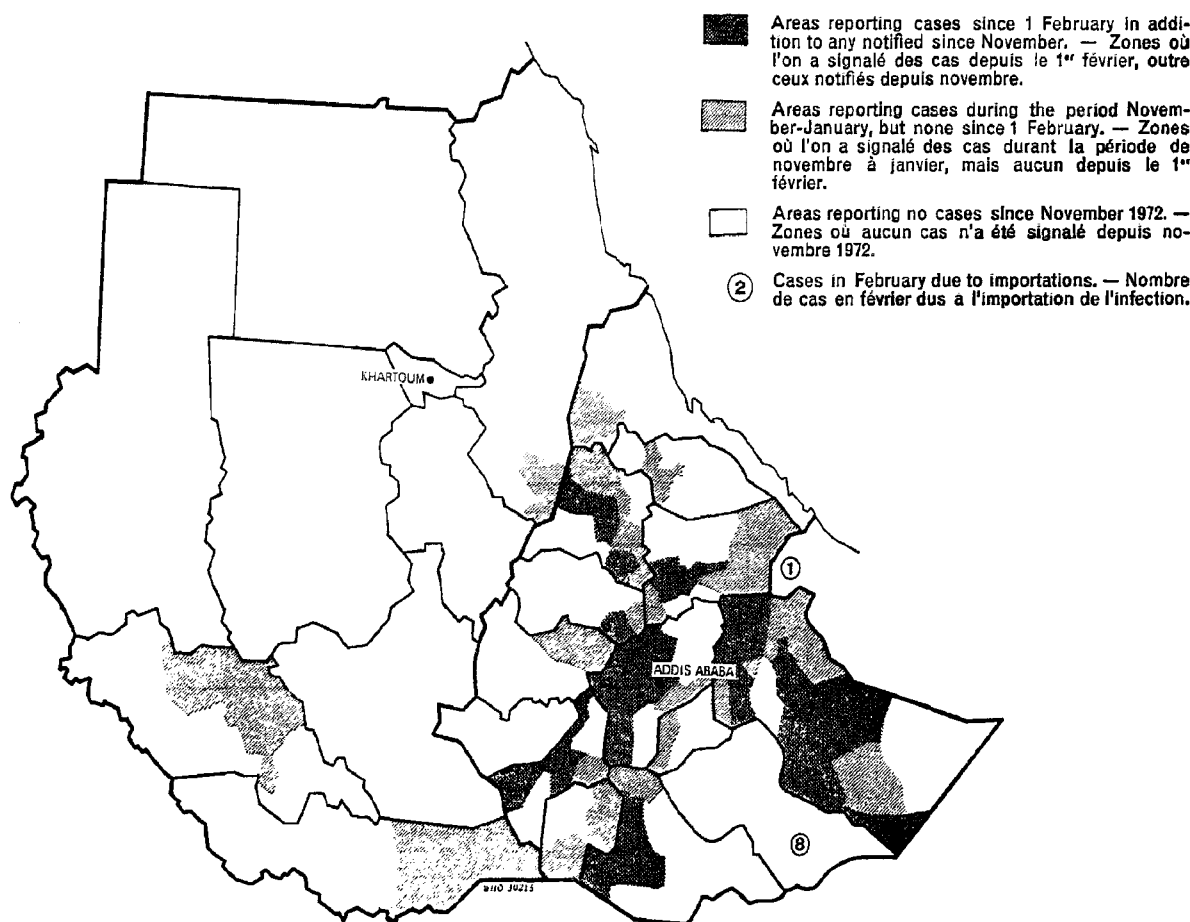 Areas reporting cases since 1 February in addi-
tion to any notified since November. — Zones où
l'on a signalé des cas depuis le 1er février, outre
ceux notifiés depuis novembre.
Areas reporting cases during the period Novem-
ber-January, but none since 1 February. — Zones
où l'on a signalé des cas durant la période de
novembre à janvier, mais aucun depuis le 1er
février.
Areas reporting no cases since November 1972. —
Zones où aucun cas n'a été signalé depuis no-
vembre 1972.
2 Cases in February due to importations. — Nombre
de cas en février dus a l'importation de l'infection.
KHARTOUM
1
ADDIS ABABA
8
WHO